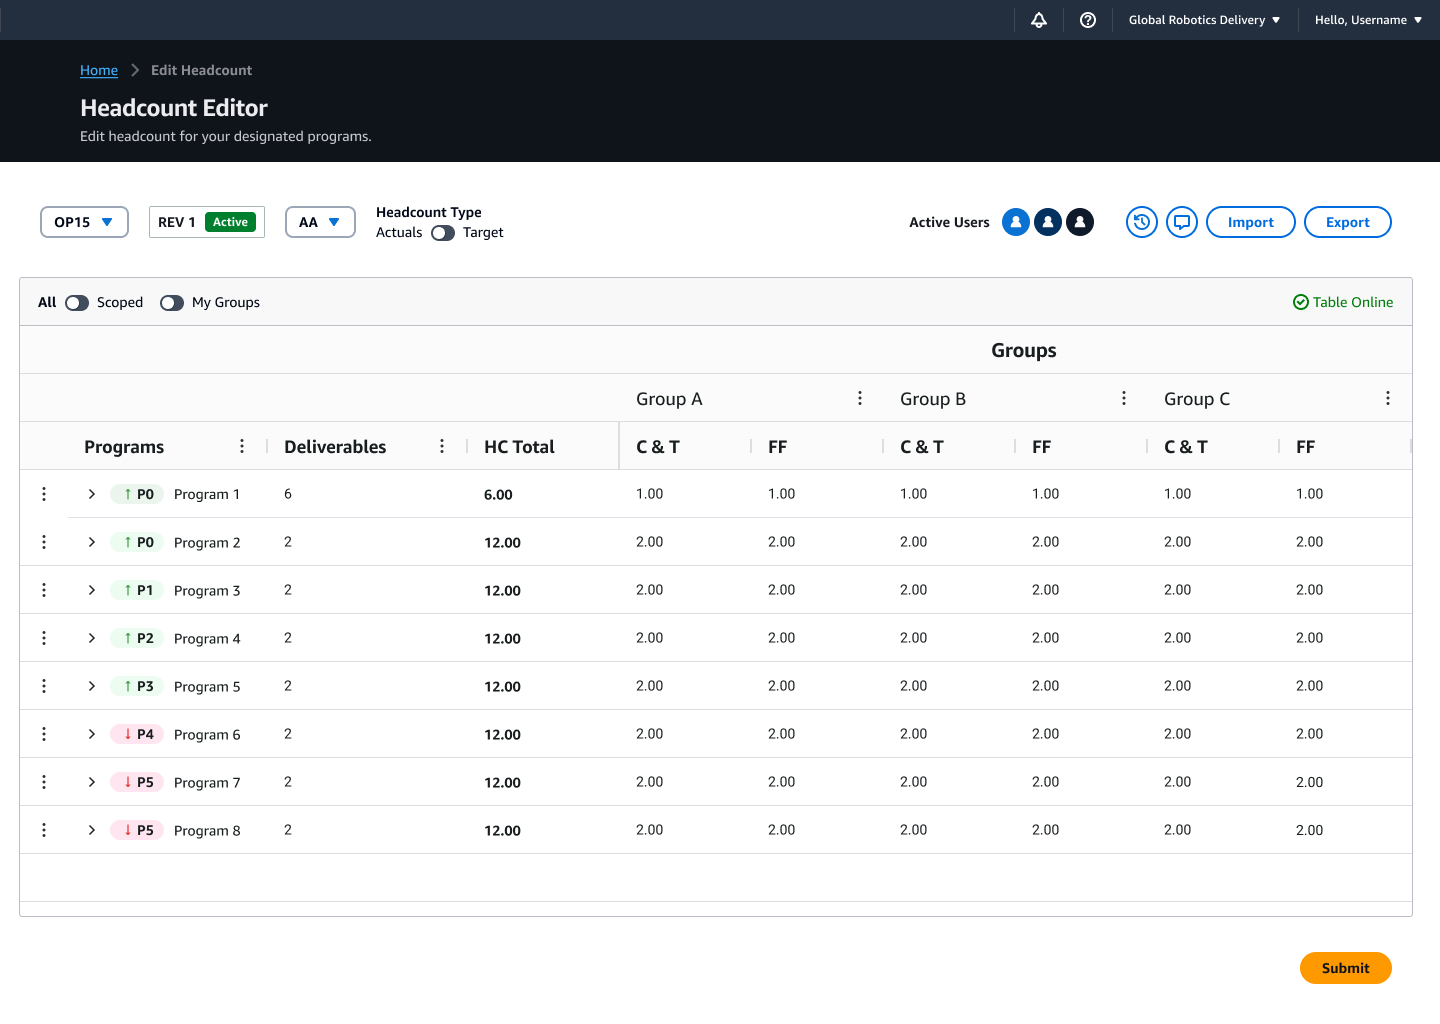 Global Robotics Delivery
Hello, Username
Home
Edit Headcount
Headcount Editor
Edit headcount for your designated programs.
OP15
REV 1 Active
AA
Headcount Type
Actuals Target
Active Users
Import
Export
All Scoped My Groups
Table Online
Groups
Group A Group B Group C
Programs Deliverables HC Total C & T FF C & T FF C & T FF
↑ P0 Program 1 6 6.00 1.00 1.00 1.00 1.00 1.00 1.00
↑ P0 Program 2 2 12.00 2.00 2.00 2.00 2.00 2.00 2.00
↑ P1 Program 3 2 12.00 2.00 2.00 2.00 2.00 2.00 2.00
↑ P2 Program 4 2 12.00 2.00 2.00 2.00 2.00 2.00 2.00
↑ P3 Program 5 2 12.00 2.00 2.00 2.00 2.00 2.00 2.00
↓ P4 Program 6 2 12.00 2.00 2.00 2.00 2.00 2.00 2.00
↓ P5 Program 7 2 12.00 2.00 2.00 2.00 2.00 2.00 2.00
↓ P5 Program 8 2 12.00 2.00 2.00 2.00 2.00 2.00 2.00
Submit